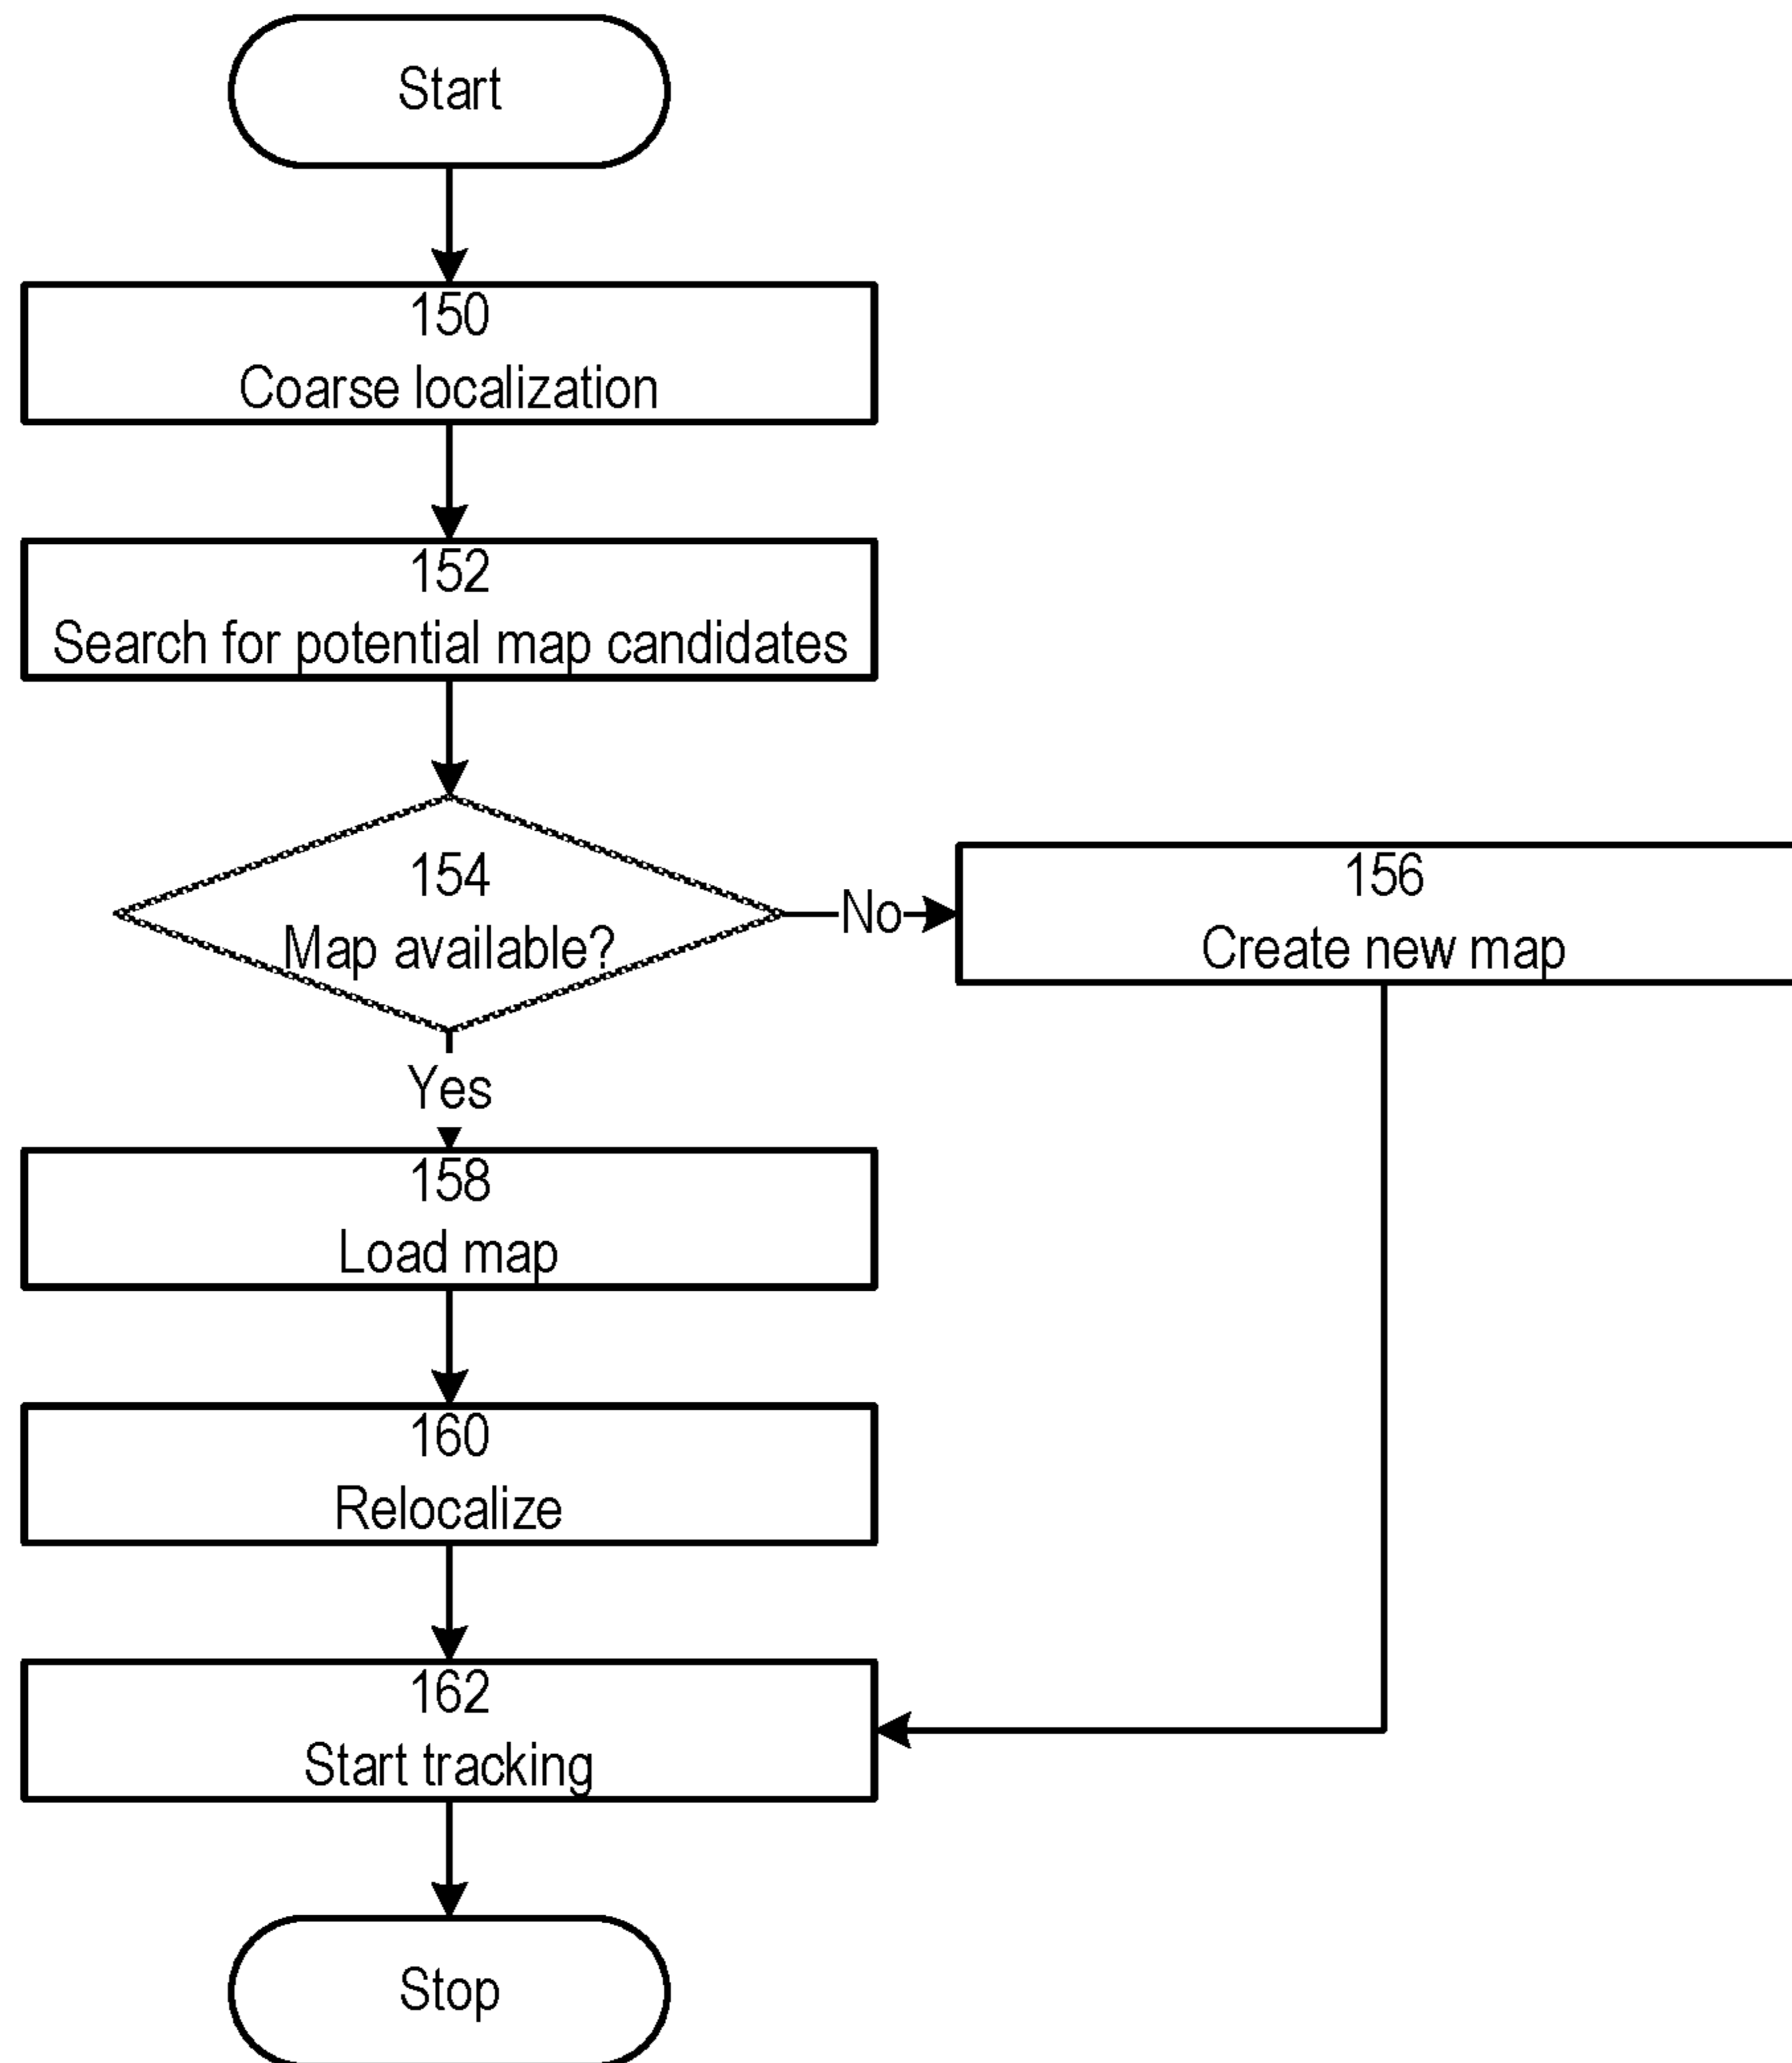 Start
150
Coarse localization
152
Search for potential map candidates
154
Map available?
No
156
Create new map
Yes
158
Load map
160
Relocalize
162
Start tracking
Stop